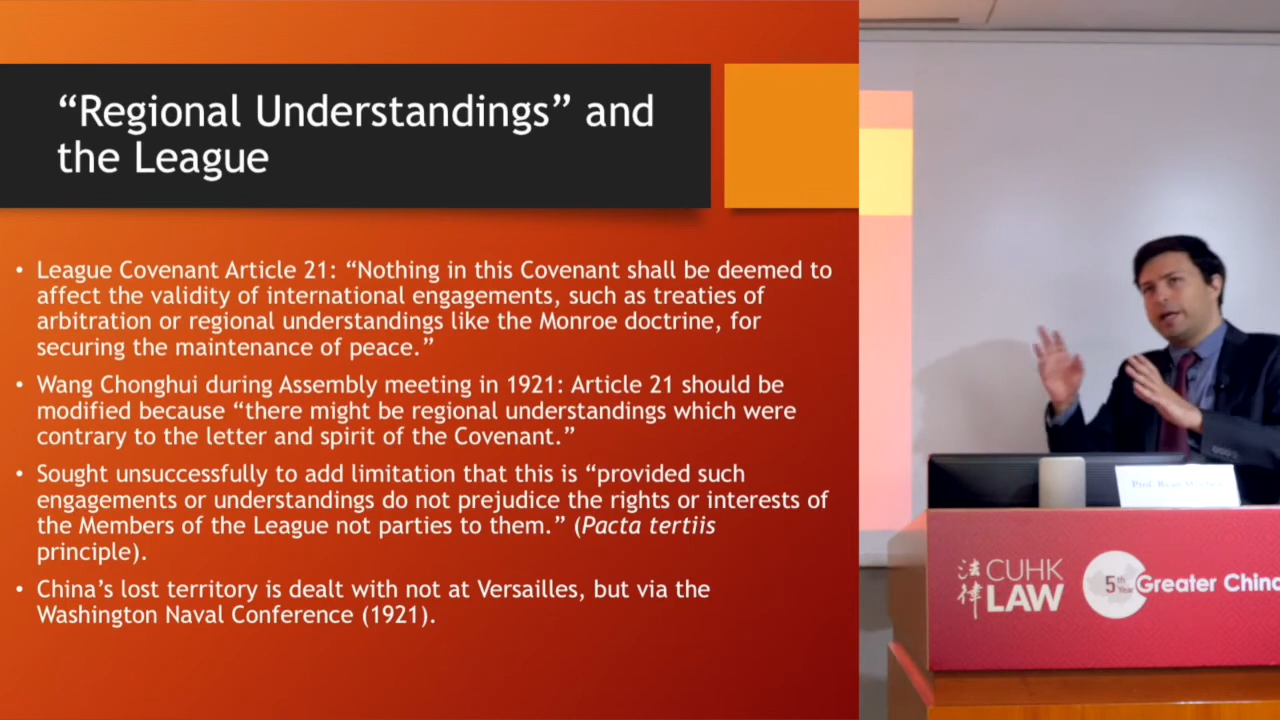 “Regional Understandings” and
the League
• League Covenant Article 21: “Nothing in this Covenant shall be deemed to
affect the validity of international engagements, such as treaties of
arbitration or regional understandings like the Monroe doctrine, for
securing the maintenance of peace.”
• Wang Chonghui during Assembly meeting in 1921: Article 21 should be
modified because “there might be regional understandings which were
contrary to the letter and spirit of the Covenant.”
• Sought unsuccessfully to add limitation that this is “provided such
engagements or understandings do not prejudice the rights or interests of
the Members of the League not parties to them.” (Pacta tertiis
principle).
• China’s lost territory is dealt with not at Versailles, but via the
Washington Naval Conference (1921).
Prof. Ryan
法律
CUHK
LAW
5th
Year
Greater China